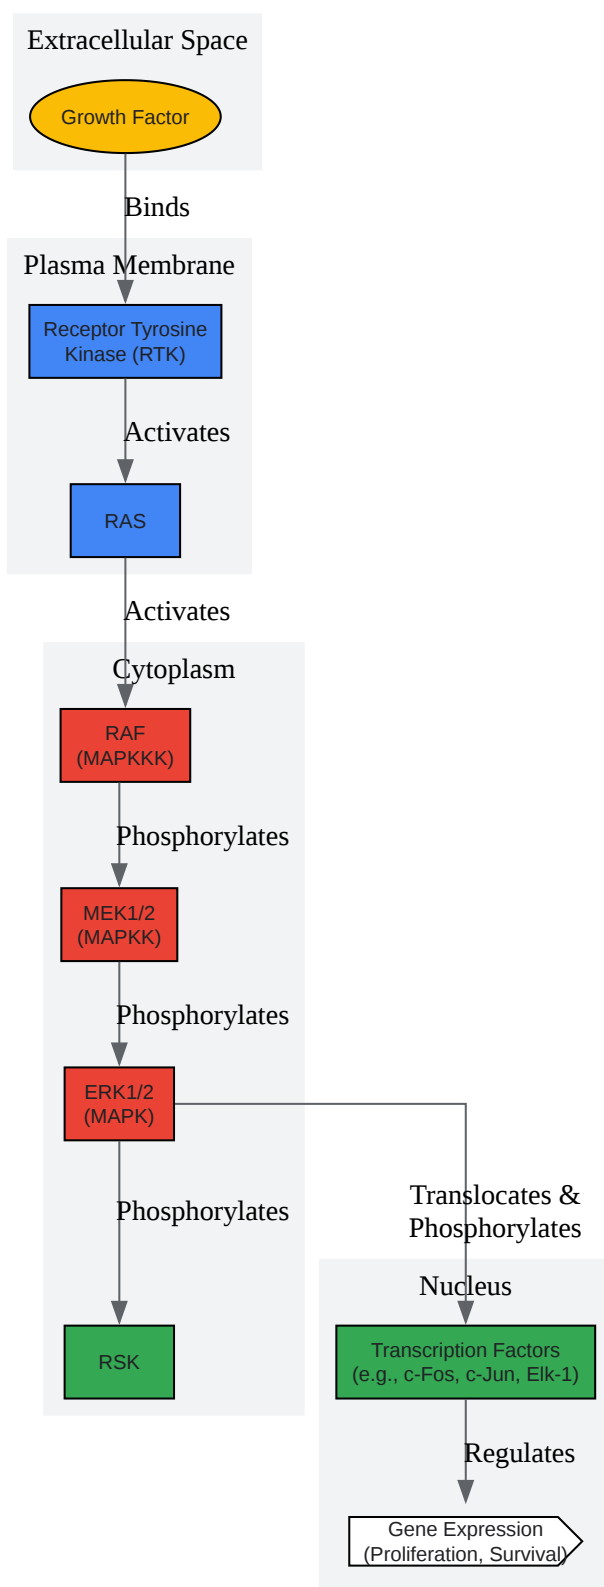 Extracellular Space
Growth Factor
Binds
Plasma Membrane
Receptor Tyrosine
Kinase (RTK)
Activates
RAS
Activates
Cytoplasm
RAF
(MAPKKK)
Phosphorylates
MEK1/2
(MAPKK)
Phosphorylates
ERK1/2
(MAPK)
Translocates &
Phosphorylates
Phosphorylates
Nucleus
RSK
Transcription Factors
(e.g., c-Fos, c-Jun, Elk-1)
Regulates
Gene Expression
(Proliferation, Survival)